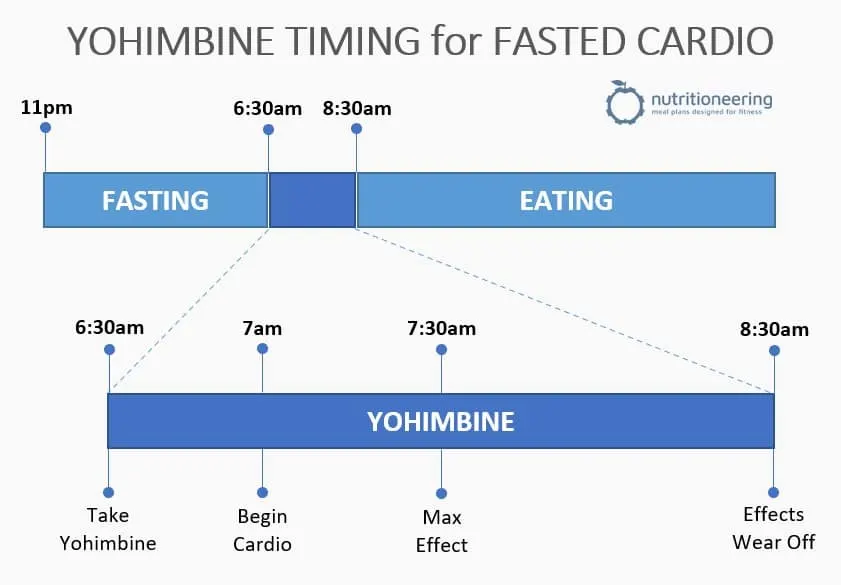 YOHIMBINE TIMING for FASTED CARDIO
nutritioneering
meal plans designed for fitness
11pm
6:30am
8:30am
FASTING
EATING
6:30am
7am
7:30am
8:30am
YOHIMBINE
Take
Yohimbine
Begin
Cardio
Max
Effect
Effects
Wear Off